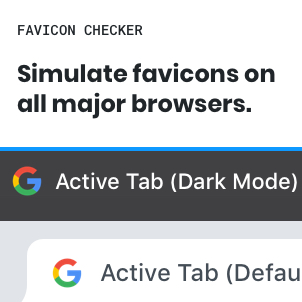 FAVICON CHECKER
Simulate favicons on
all major browsers.
Active Tab (Dark Mode)
Active Tab (Defau